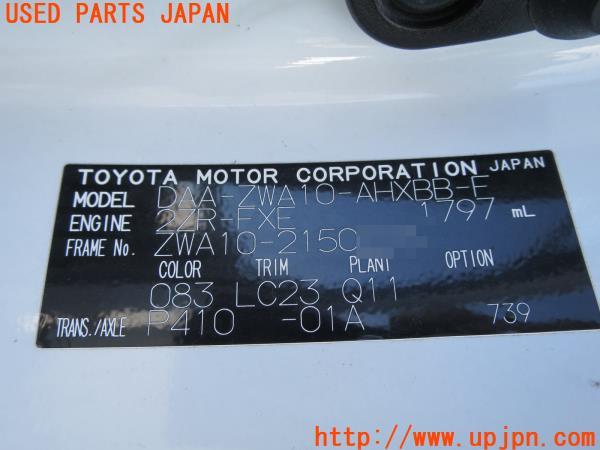 USED PARTS JAPAN
TOYOTA MOTOR CORPORATION JAPAN
MODEL DAA-ZWA10-AHXBB-F
ENGINE 2ZR-FXE 1797 mL
FRAME No. ZWA10-2150
COLOR TRIM PLANT OPTION
083 LC23 Q11
TRANS./AXLE P410 -01A 739
http://www.upjpn.com